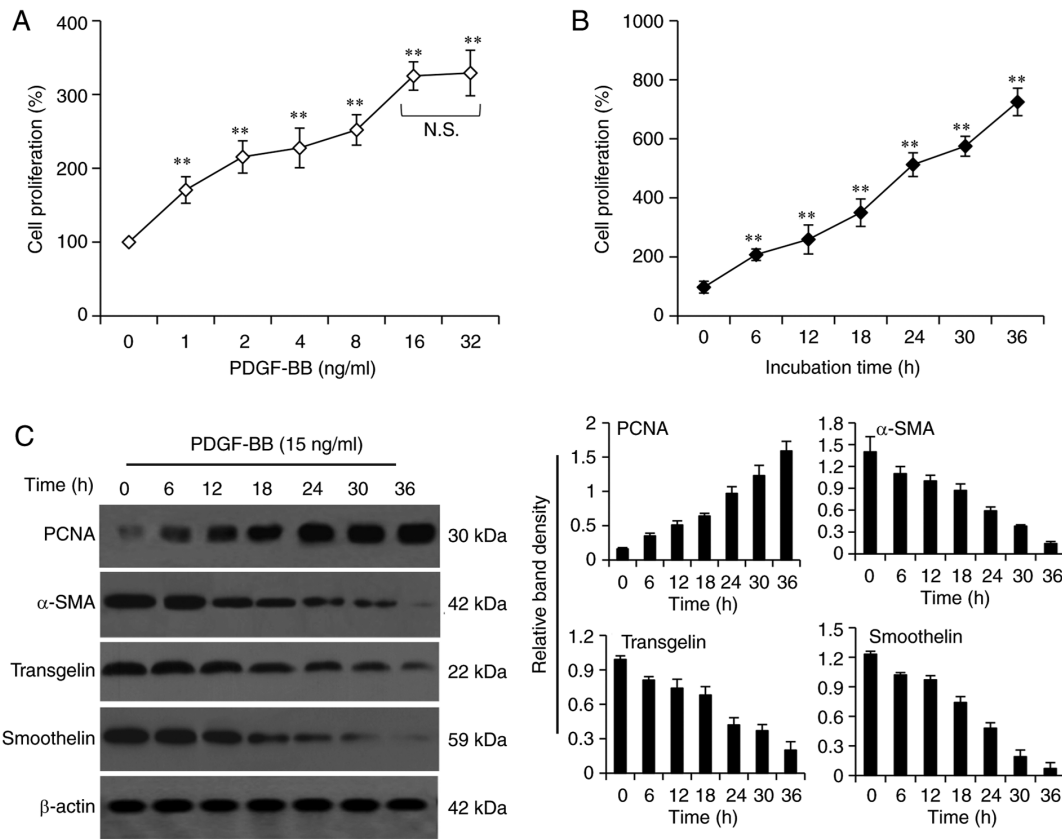 A
400
300
200
100
0
Cell proliferation (%)
**
**
**
**
**
**
N.S.
0 1 2 4 8 16 32
PDGF-BB (ng/ml)
B
1000
800
600
400
200
0
Cell proliferation (%)
**
**
**
**
**
**
0 6 12 18 24 30 36
Incubation time (h)
C
PDGF-BB (15 ng/ml)
Time (h) 0 6 12 18 24 30 36
PCNA 30 kDa
α-SMA 42 kDa
Transgelin 22 kDa
Smoothelin 59 kDa
β-actin 42 kDa
Relative band density
PCNA
2
1.5
1
0.5
0
0 6 12 18 24 30 36
Time (h)
α-SMA
1.8
1.5
1.2
0.9
0.6
0.3
0
0 6 12 18 24 30 36
Time (h)
Transgelin
1.2
0.9
0.6
0.3
0
0 6 12 18 24 30 36
Time (h)
Smoothelin
1.5
1.2
0.9
0.6
0.3
0
0 6 12 18 24 30 36
Time (h)